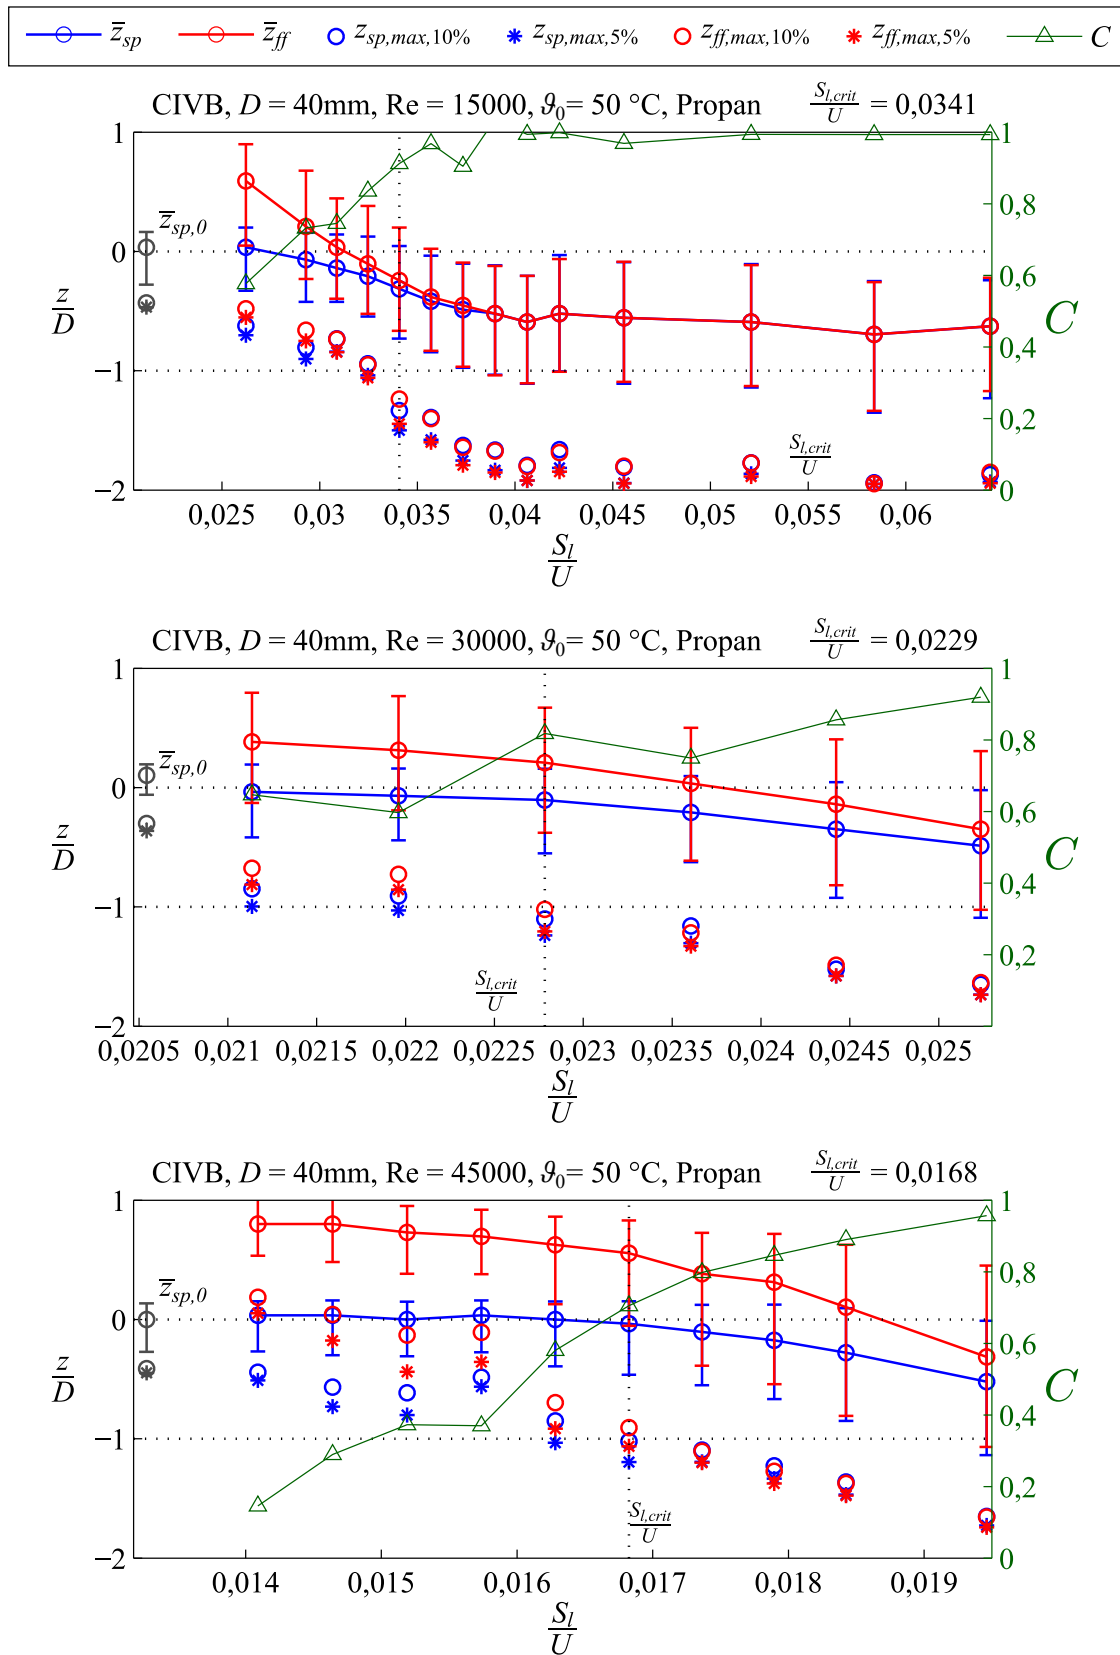 z̄sp z̄ff zsp,max,10% zsp,max,5% zff,max,10% zff,max,5% C
CIVB, D = 40mm, Re = 15000, ϑ0= 50 °C, Propan Sl,crit/U = 0,0341
1 0 −1 −2
z/D
z̄sp,0
Sl,crit/U
1 0,8 0,6 0,4 0,2 0
C
0,025 0,03 0,035 0,04 0,045 0,05 0,055 0,06
Sl/U
CIVB, D = 40mm, Re = 30000, ϑ0= 50 °C, Propan Sl,crit/U = 0,0229
1 0 −1 −2
z/D
z̄sp,0
Sl,crit/U
1 0,8 0,6 0,4 0,2 0
C
0,0205 0,021 0,0215 0,022 0,0225 0,023 0,0235 0,024 0,0245 0,025
Sl/U
CIVB, D = 40mm, Re = 45000, ϑ0= 50 °C, Propan Sl,crit/U = 0,0168
1 0 −1 −2
z/D
z̄sp,0
Sl,crit/U
1 0,8 0,6 0,4 0,2 0
C
0,014 0,015 0,016 0,017 0,018 0,019
Sl/U